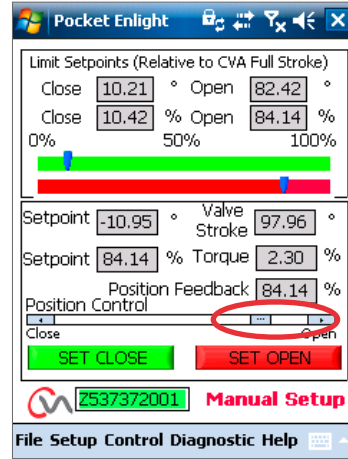 Pocket Enlight
Limit Setpoints (Relative to CVA Full Stroke)
Close 10.21 ° Open 82.42 °
Close 10.42 % Open 84.14 %
0% 50% 100%
Setpoint -10.95 ° Valve Stroke 97.96 °
Setpoint 84.14 % Torque 2.30 %
Position Feedback 84.14 %
Position Control
Close Open
SET CLOSE SET OPEN
Z537372001 Manual Setup
File Setup Control Diagnostic Help